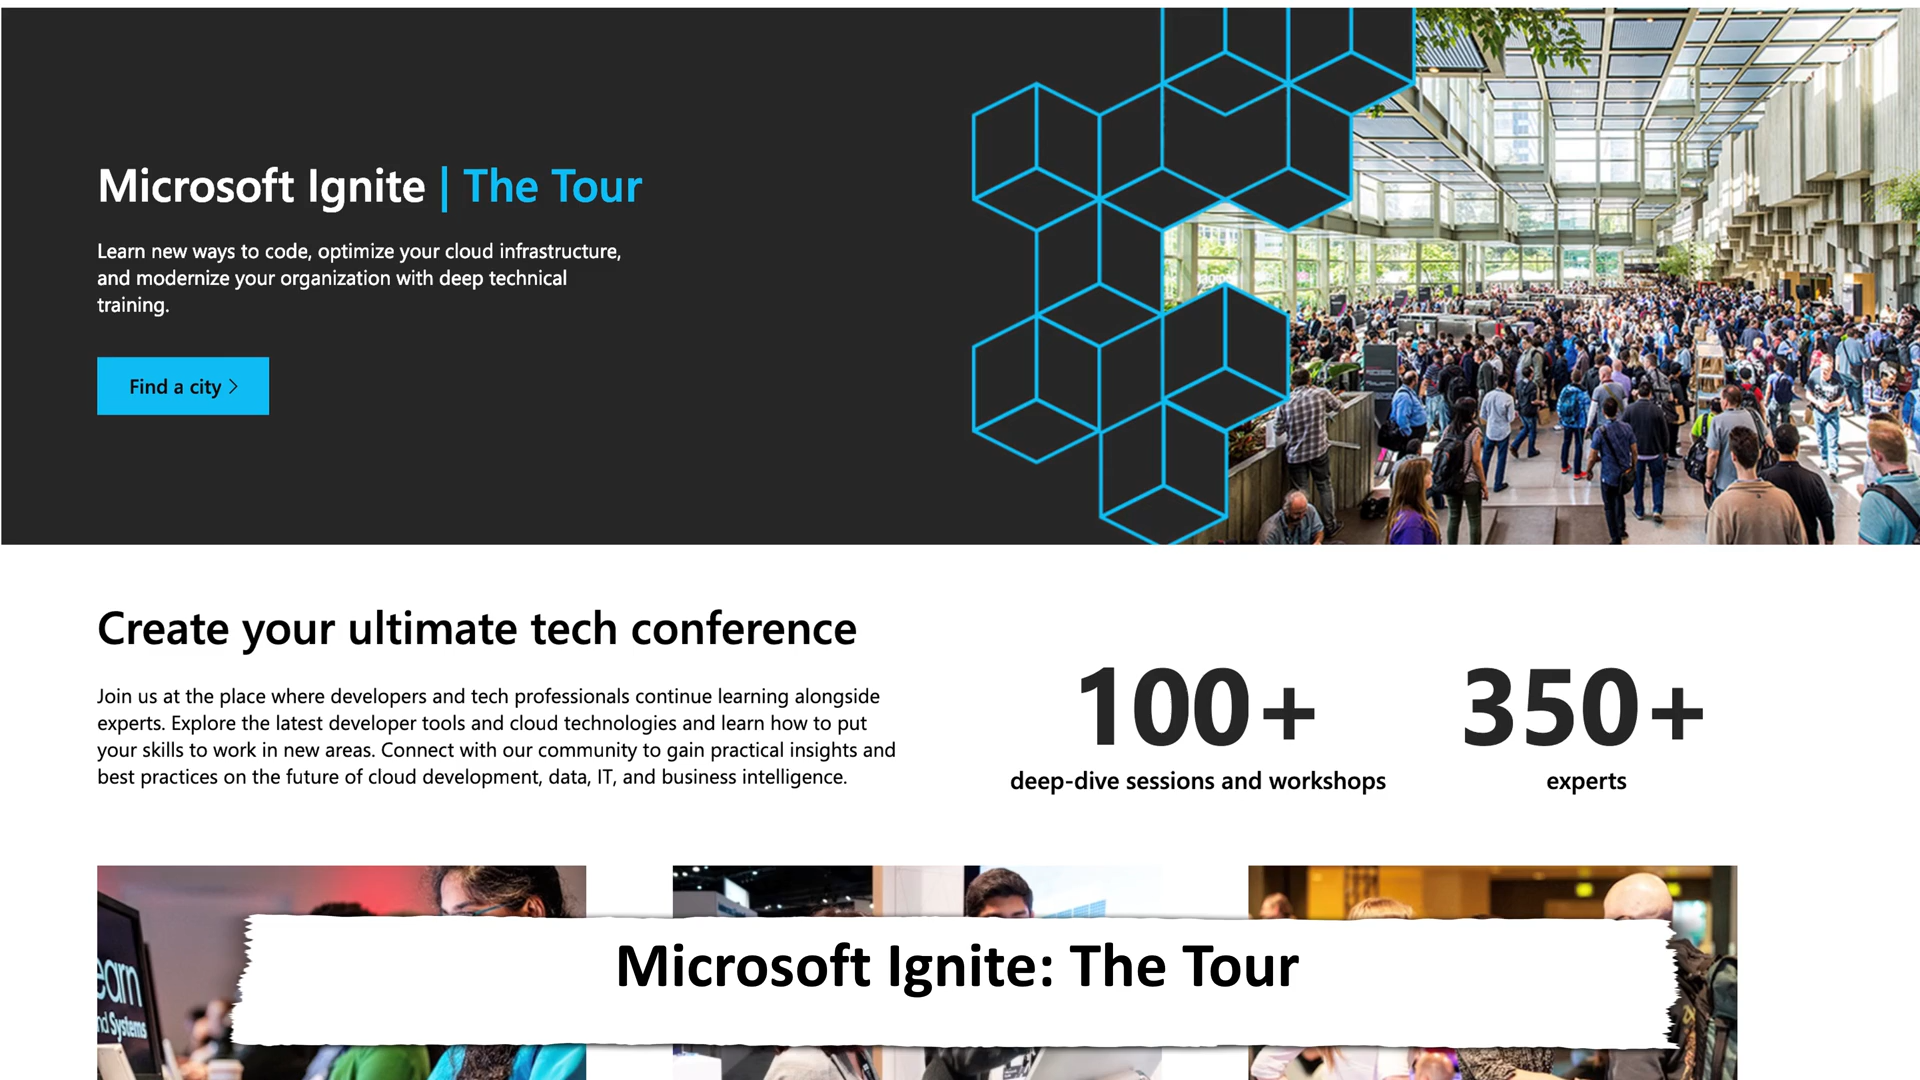 Microsoft Ignite | The Tour
Learn new ways to code, optimize your cloud infrastructure,
and modernize your organization with deep technical
training.
Find a city >
Create your ultimate tech conference
Join us at the place where developers and tech professionals continue learning alongside
experts. Explore the latest developer tools and cloud technologies and learn how to put
your skills to work in new areas. Connect with our community to gain practical insights and
best practices on the future of cloud development, data, IT, and business intelligence.
100+
deep-dive sessions and workshops
350+
experts
earn
nd Systems
Microsoft Ignite: The Tour